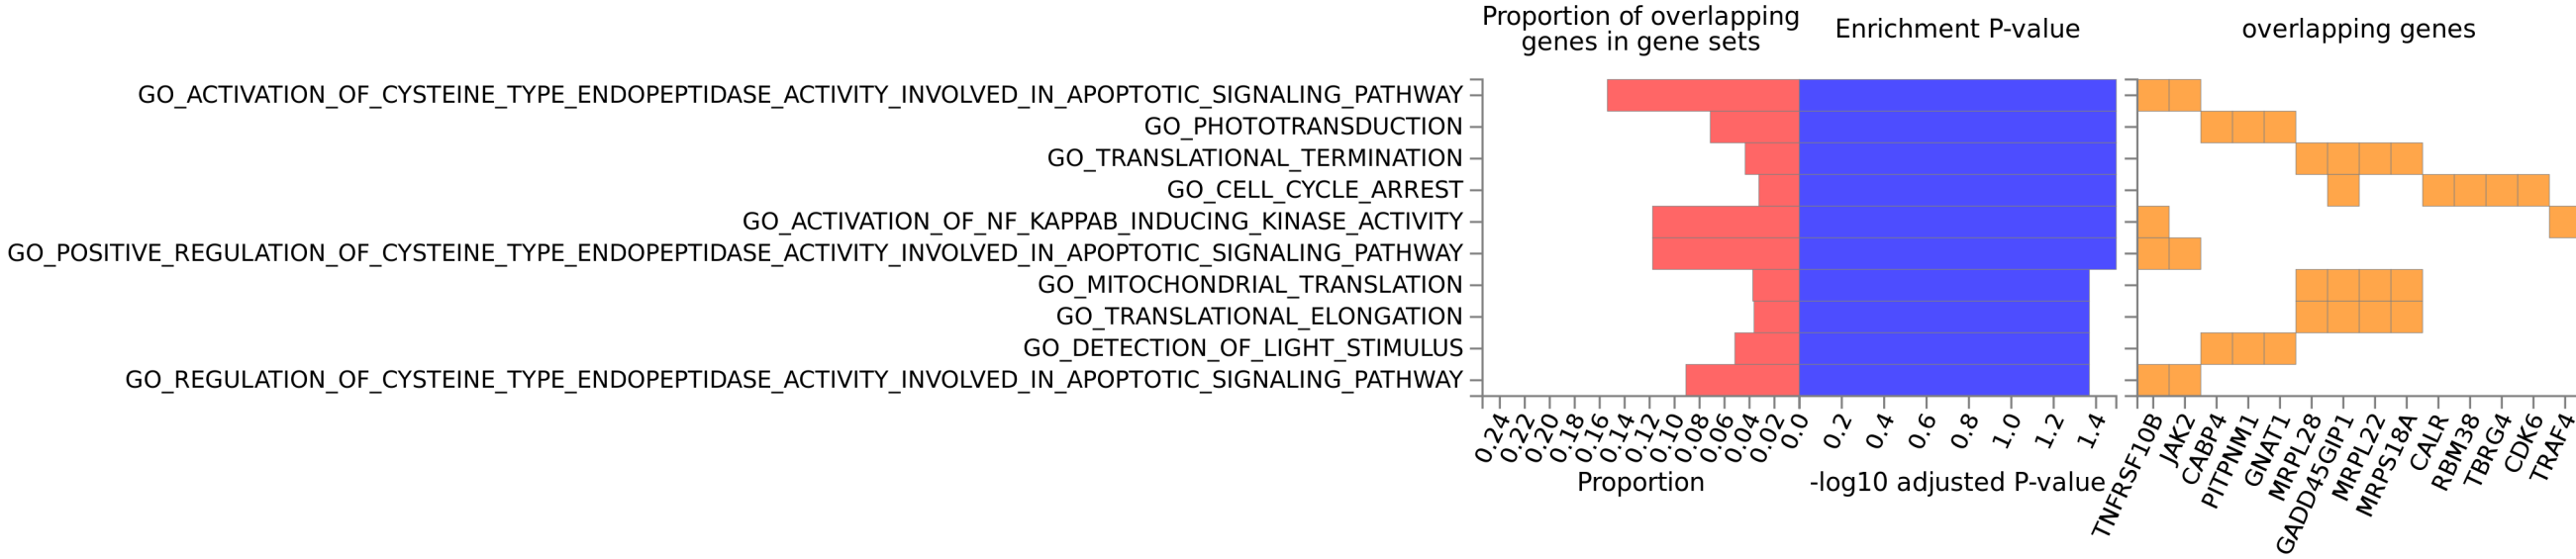 Proportion of overlapping
genes in gene sets
Enrichment P-value
overlapping genes
GO_ACTIVATION_OF_CYSTEINE_TYPE_ENDOPEPTIDASE_ACTIVITY_INVOLVED_IN_APOPTOTIC_SIGNALING_PATHWAY
GO_PHOTOTRANSDUCTION
GO_TRANSLATIONAL_TERMINATION
GO_CELL_CYCLE_ARREST
GO_ACTIVATION_OF_NF_KAPPAB_INDUCING_KINASE_ACTIVITY
GO_POSITIVE_REGULATION_OF_CYSTEINE_TYPE_ENDOPEPTIDASE_ACTIVITY_INVOLVED_IN_APOPTOTIC_SIGNALING_PATHWAY
GO_MITOCHONDRIAL_TRANSLATION
GO_TRANSLATIONAL_ELONGATION
GO_DETECTION_OF_LIGHT_STIMULUS
GO_REGULATION_OF_CYSTEINE_TYPE_ENDOPEPTIDASE_ACTIVITY_INVOLVED_IN_APOPTOTIC_SIGNALING_PATHWAY
0.24
0.22
0.20
0.18
0.16
0.14
0.12
0.10
0.08
0.06
0.04
0.02
0.0
0.2
0.4
0.6
0.8
1.0
1.2
1.4
TNFRSF10B
JAK2
CABP4
PITPNM1
GNAT1
MRPL28
GADD45GIP1
MRPL22
MRPS18A
CALR
RBM38
TBRG4
CDK6
TRAF4
Proportion
-log10 adjusted P-value